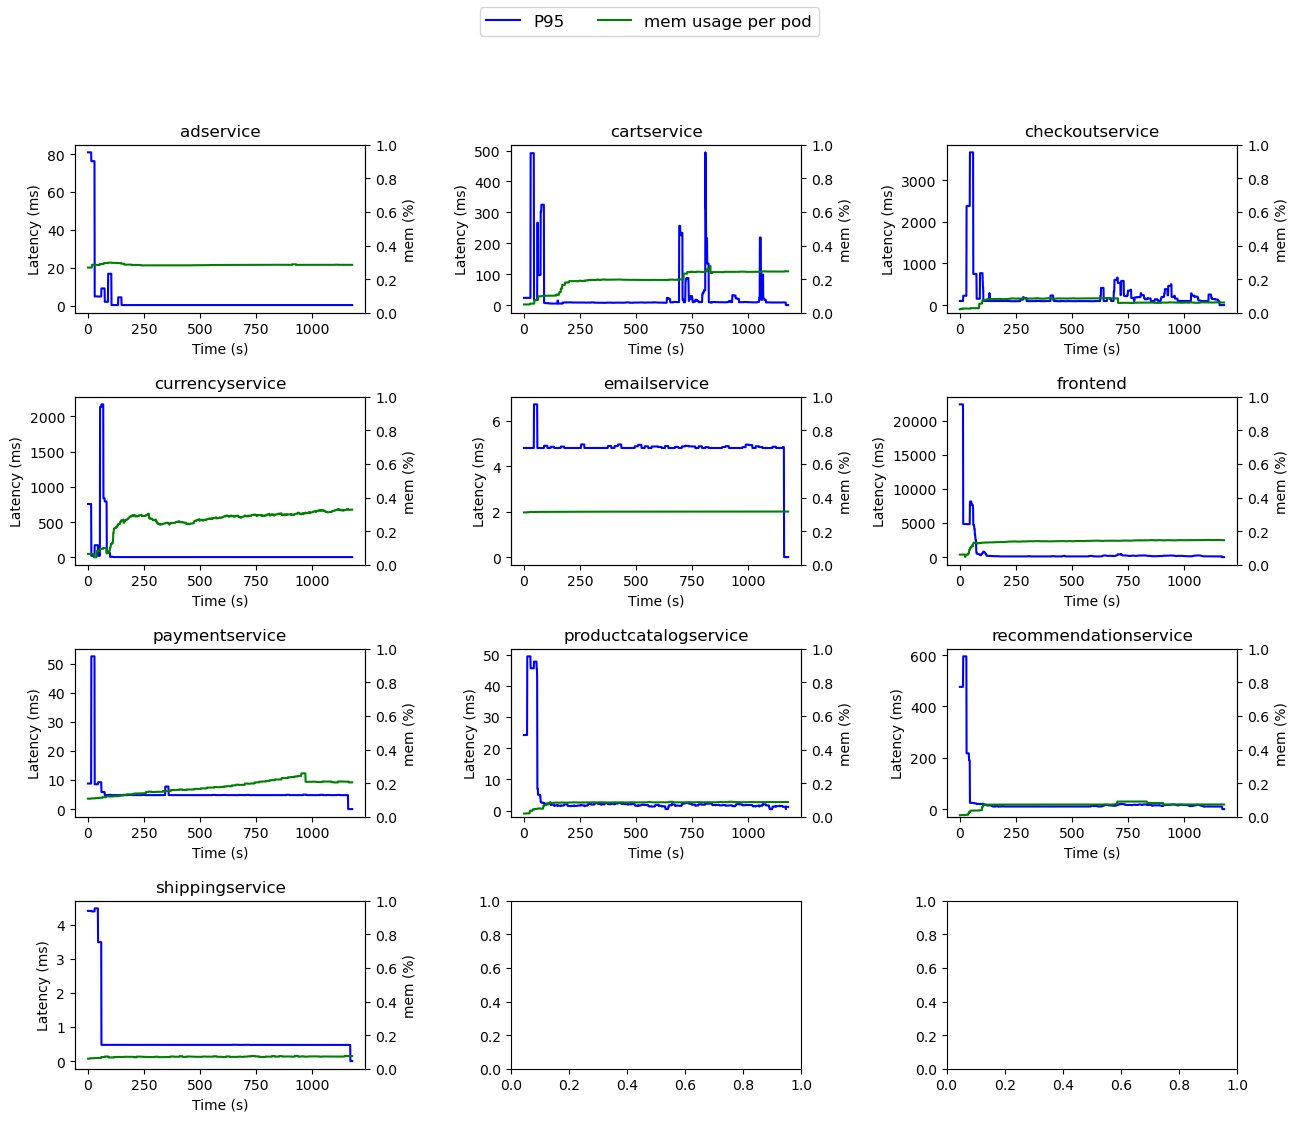 P95 mem usage per pod
adservice
80
60
40
20
0
Latency (ms)
1.0
0.8
0.6
0.4
0.2
0.0
mem (%)
0 500 1000
Time (s)
cartservice
500
400
300
200
100
0
Latency (ms)
1.0
0.8
0.6
0.4
0.2
0.0
mem (%)
0 250 500 750 1000
Time (s)
checkoutservice
3000
2000
1000
0
Latency (ms)
1.0
0.8
0.6
0.4
0.2
0.0
mem (%)
0 250 500 750 1000
Time (s)
currencyservice
2000
1500
1000
500
0
Latency (ms)
1.0
0.8
0.6
0.4
0.2
0.0
mem (%)
0 250 500 750 1000
Time (s)
emailservice
6
4
2
0
Latency (ms)
1.0
0.8
0.6
0.4
0.2
0.0
mem (%)
0 250 500 750 1000
Time (s)
frontend
20000
15000
10000
5000
0
Latency (ms)
1.0
0.8
0.6
0.4
0.2
0.0
mem (%)
0 250 500 750 1000
Time (s)
paymentservice
50
40
30
20
10
0
Latency (ms)
1.0
0.8
0.6
0.4
0.2
0.0
mem (%)
0 250 500 750 1000
Time (s)
productcatalogservice
50
40
30
20
10
0
Latency (ms)
1.0
0.8
0.6
0.4
0.2
0.0
mem (%)
0 250 500 750 1000
Time (s)
recommendationservice
600
400
200
0
Latency (ms)
1.0
0.8
0.6
0.4
0.2
0.0
mem (%)
0 250 500 750 1000
Time (s)
shippingservice
4
3
2
1
0
Latency (ms)
1.0
0.8
0.6
0.4
0.2
0.0
mem (%)
0 250 500 750 1000
Time (s)
1.0
0.8
0.6
0.4
0.2
0.0
0.0 0.2 0.4 0.6 0.8 1.0
1.0
0.8
0.6
0.4
0.2
0.0
0.0 0.2 0.4 0.6 0.8 1.0